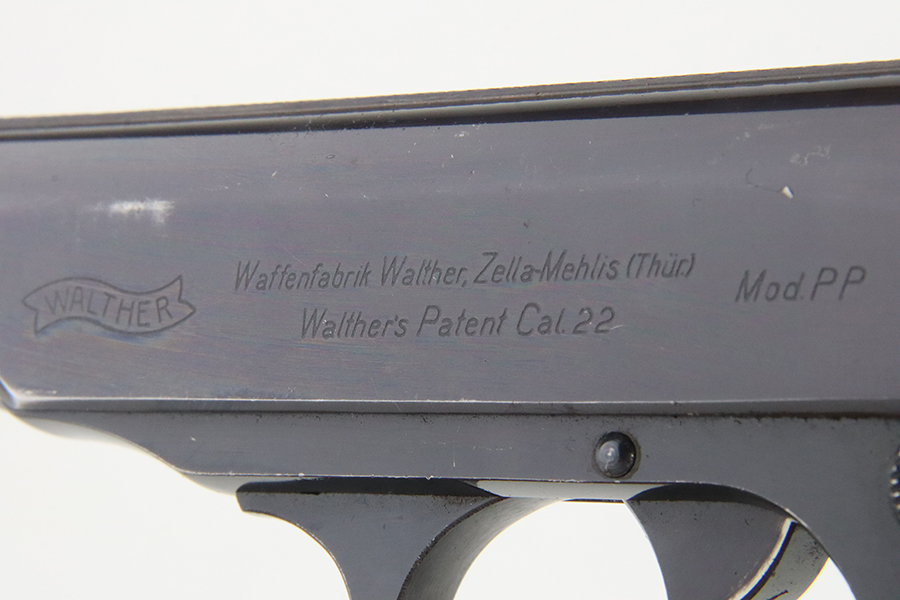 WALTHER
Waffenfabrik Walther, Zella-Mehlis (Thür.)
Walther's Patent Cal. 22
Mod. PP